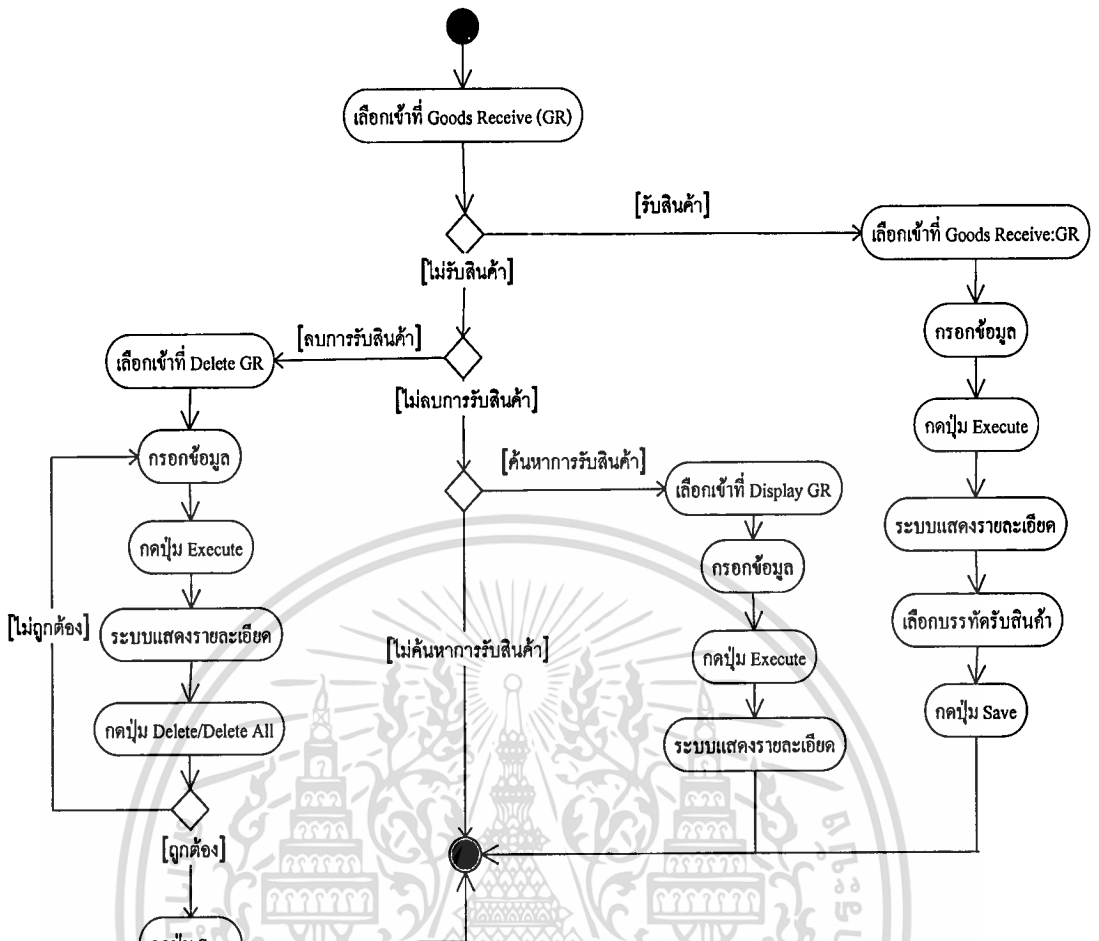 เลือกเข้าที่ Goods Receive (GR)
[รับสินค้า]
เลือกเข้าที่ Goods Receive:GR
[ไม่รับสินค้า]
กรอกข้อมูล
[ลบการรับสินค้า]
เลือกเข้าที่ Delete GR
[ไม่ลบการรับสินค้า]
กดปุ่ม Execute
กรอกข้อมูล
[ค้นหาการรับสินค้า]
เลือกเข้าที่ Display GR
ระบบแสดงรายละเอียด
กดปุ่ม Execute
กรอกข้อมูล
[ไม่ถูกต้อง]
ระบบแสดงรายละเอียด
เลือกบรรทัดรับสินค้า
[ไม่ค้นหาการรับสินค้า]
กดปุ่ม Execute
กดปุ่ม Delete/Delete All
กดปุ่ม Save
ระบบแสดงรายละเอียด
[ถูกต้อง]
กดปุ่ม